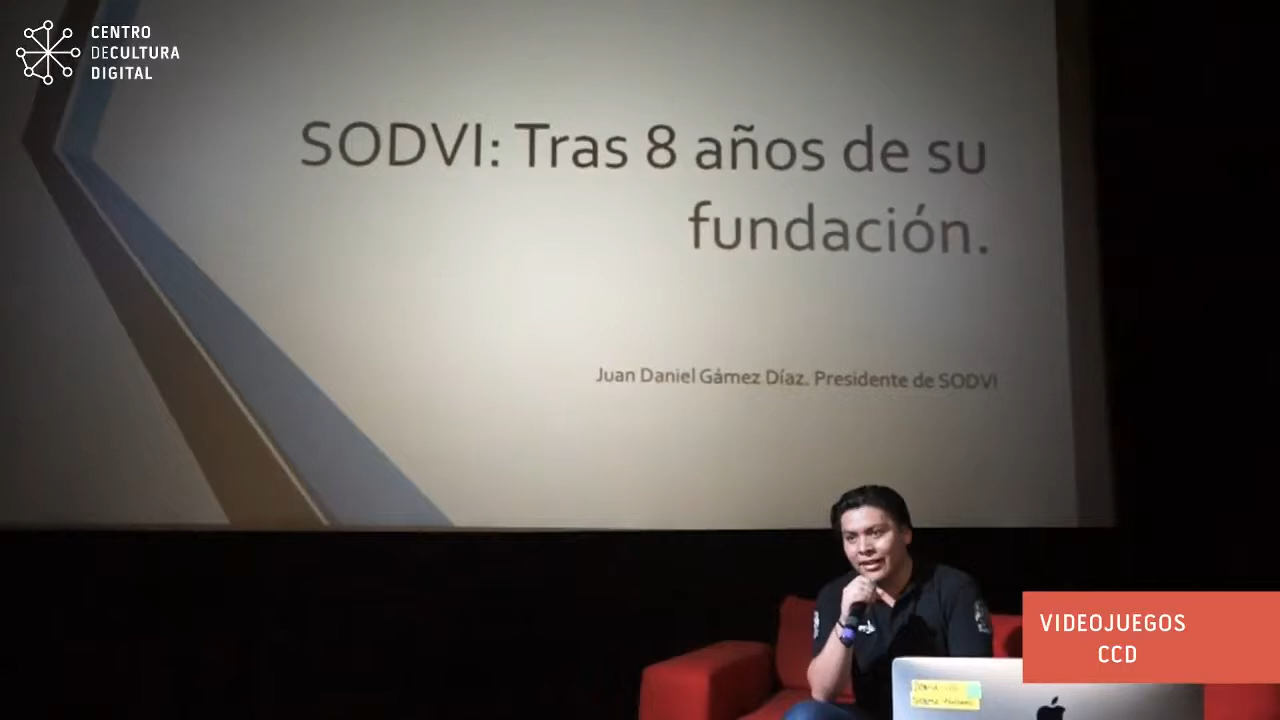 CENTRO
DECULTURA
DIGITAL
SODVI: Tras 8 años de su
fundación.
Juan Daniel Gámez Díaz. Presidente de SODVI
VIDEOJUEGOS
CCD